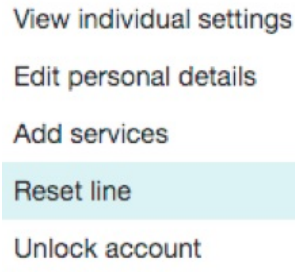 View individual settings
Edit personal details
Add services
Reset line
Unlock account